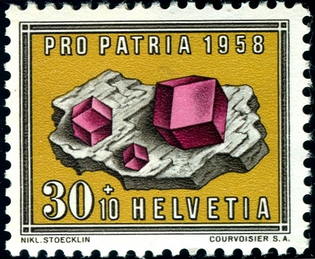 PRO PATRIA 1958
30+10 HELVETIA
NIKL. STOECKLIN COURVOISIER S.A.